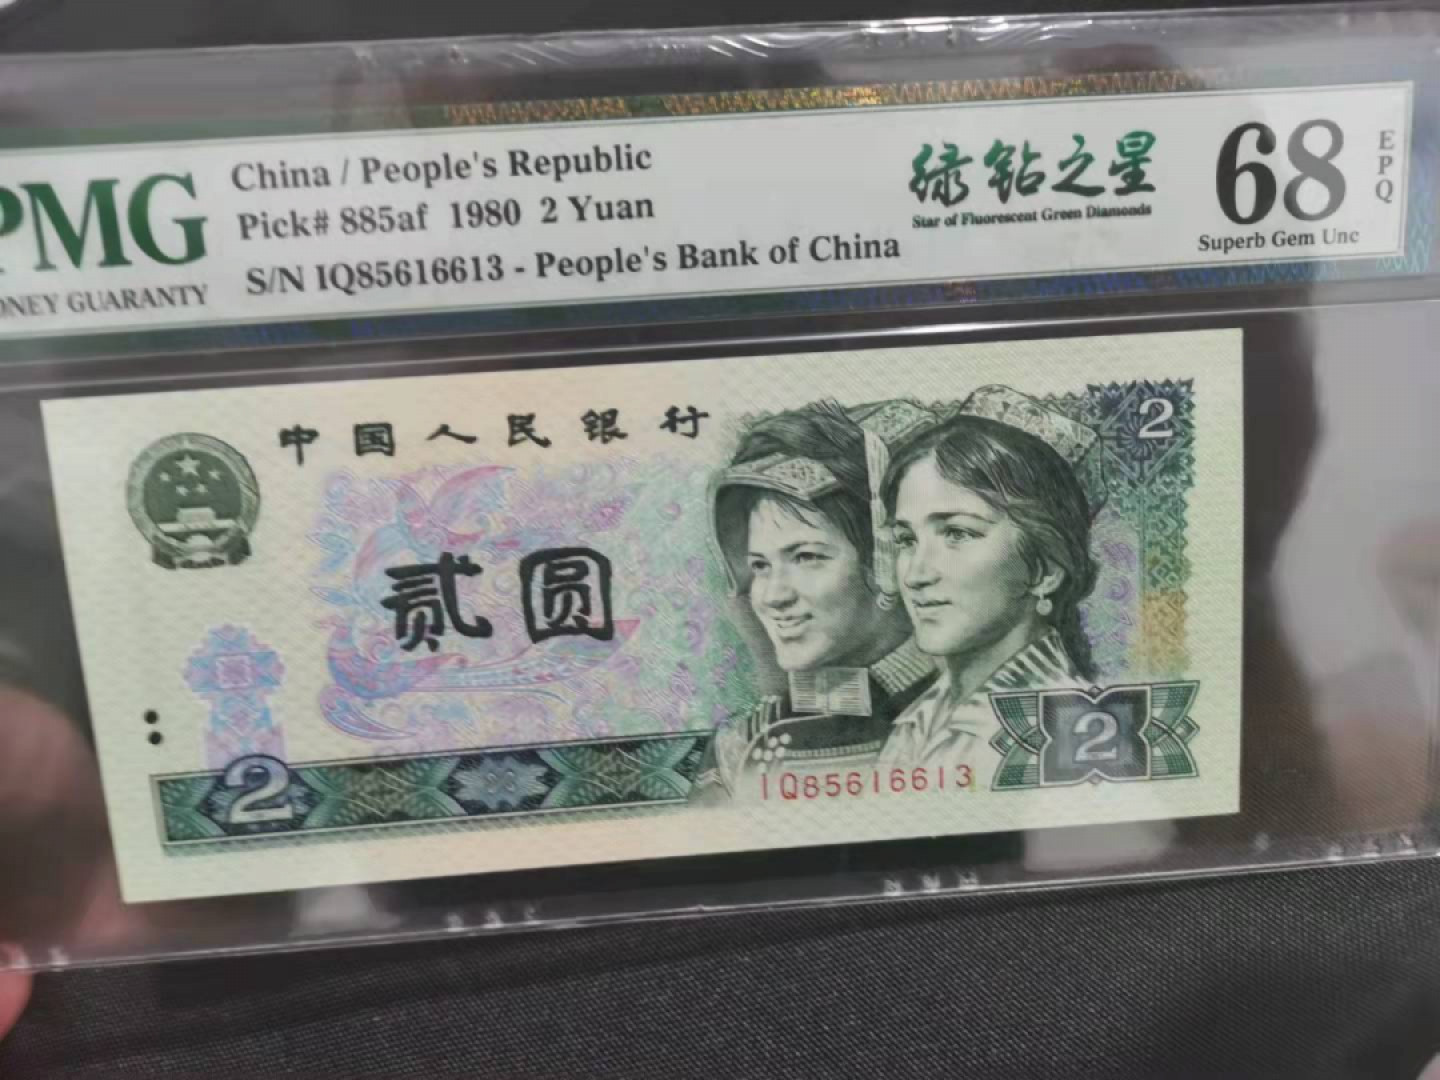 PMG
MONEY GUARANTY
China / People's Republic
Pick# 885af 1980 2 Yuan
S/N IQ85616613 - People's Bank of China
绿钻之星
Star of Fluorescent Green Diamonds
68
EPQ
Superb Gem Unc
中国人民银行
2
贰圆
2
2
IQ85616613